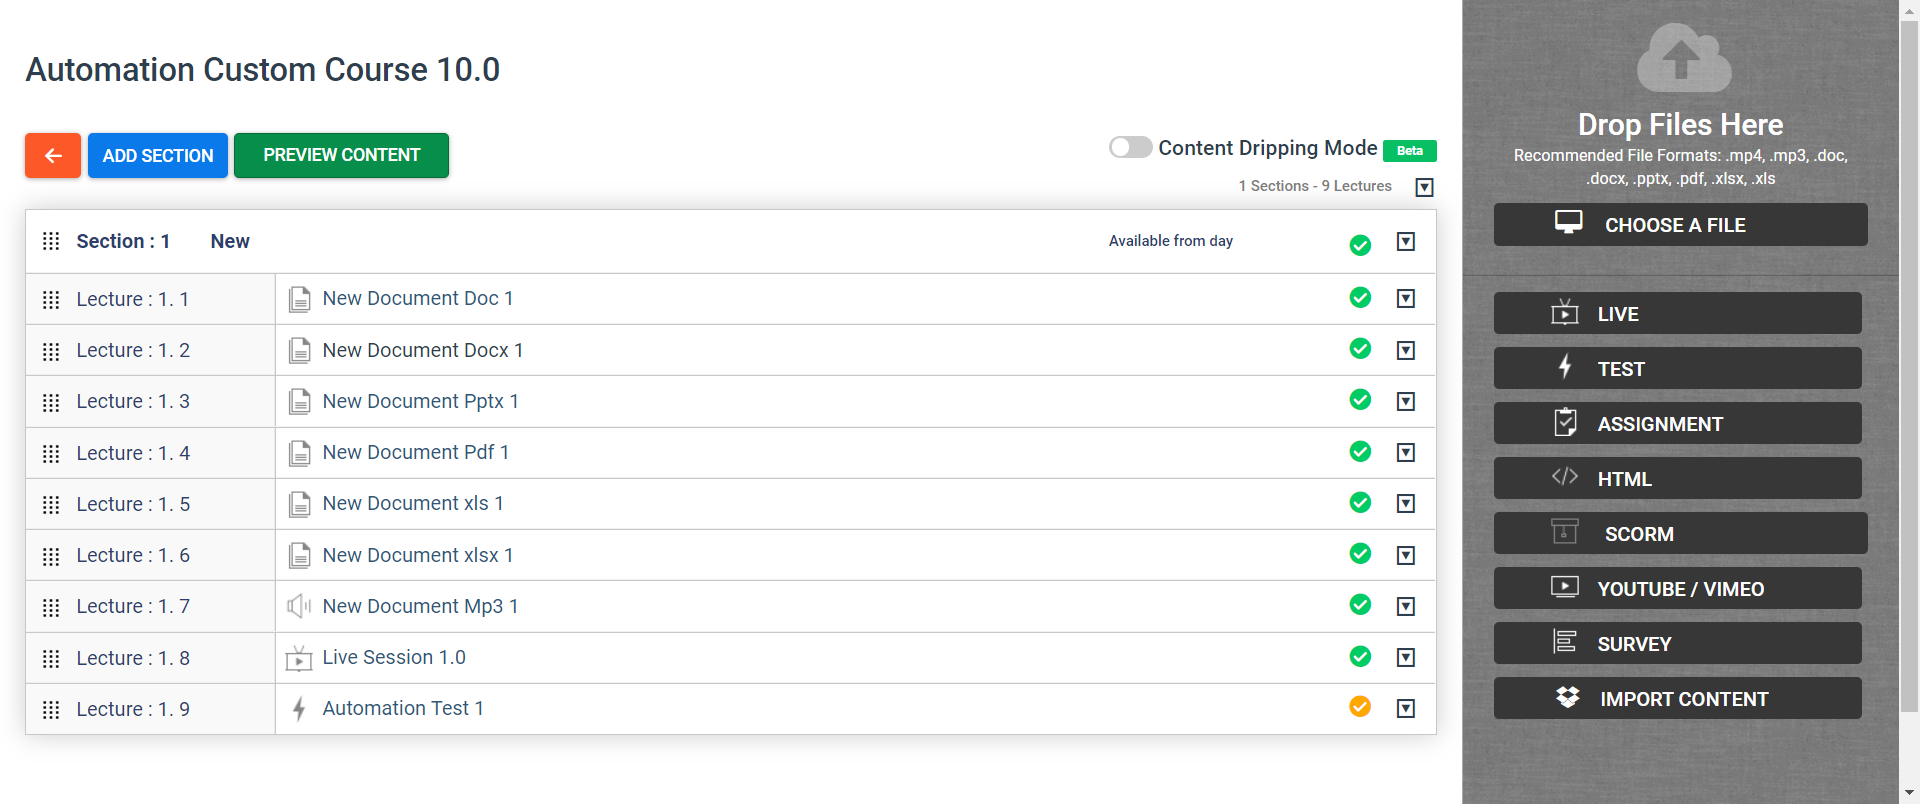 Automation Custom Course 10.0
ADD SECTION
PREVIEW CONTENT
Content Dripping Mode Beta
1 Sections - 9 Lectures
Section : 1 New Available from day
Lecture : 1. 1 New Document Doc 1
Lecture : 1. 2 New Document Docx 1
Lecture : 1. 3 New Document Pptx 1
Lecture : 1. 4 New Document Pdf 1
Lecture : 1. 5 New Document xls 1
Lecture : 1. 6 New Document xlsx 1
Lecture : 1. 7 New Document Mp3 1
Lecture : 1. 8 Live Session 1.0
Lecture : 1. 9 Automation Test 1
Drop Files Here
Recommended File Formats: .mp4, .mp3, .doc,
.docx, .pptx, .pdf, .xlsx, .xls
CHOOSE A FILE
LIVE
TEST
ASSIGNMENT
HTML
SCORM
YOUTUBE / VIMEO
SURVEY
IMPORT CONTENT